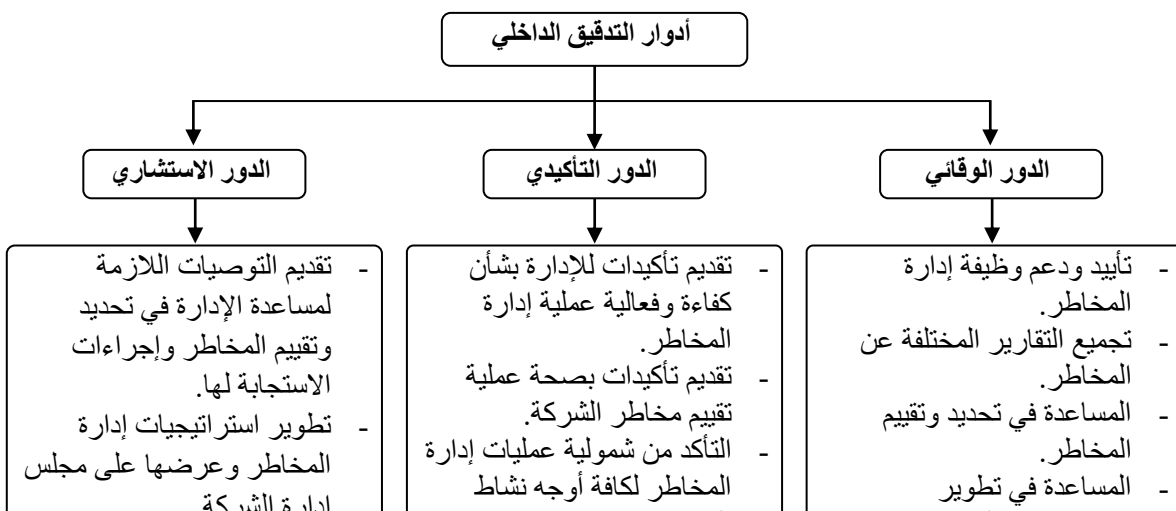 أدوار التدقيق الداخلي
الدور الوقائي
الدور التأكيدي
الدور الاستشاري
- تأييد ودعم وظيفة إدارة
المخاطر.
- تجميع التقارير المختلفة عن
المخاطر.
- المساعدة في تحديد وتقييم
المخاطر.
- المساعدة في تطوير
- تقديم تأكيدات للإدارة بشأن
كفاءة وفعالية عملية إدارة
المخاطر.
- تقديم تأكيدات بصحة عملية
تقييم مخاطر الشركة.
- التأكد من شمولية عمليات إدارة
المخاطر لكافة أوجه نشاط
- تقديم التوصيات اللازمة
لمساعدة الإدارة في تحديد
وتقييم المخاطر وإجراءات
الاستجابة لها.
- تطوير استراتيجيات إدارة
المخاطر وعرضها على مجلس
إدارة الشركة